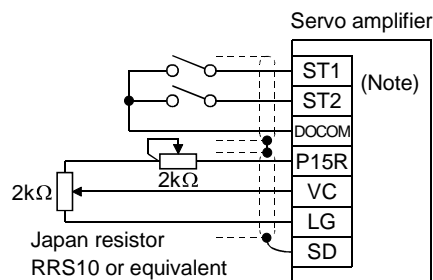 Servo amplifier
ST1
(Note)
ST2
DOCOM
P15R
2kΩ
2kΩ
VC
LG
Japan resistor
RRS10 or equivalent
SD